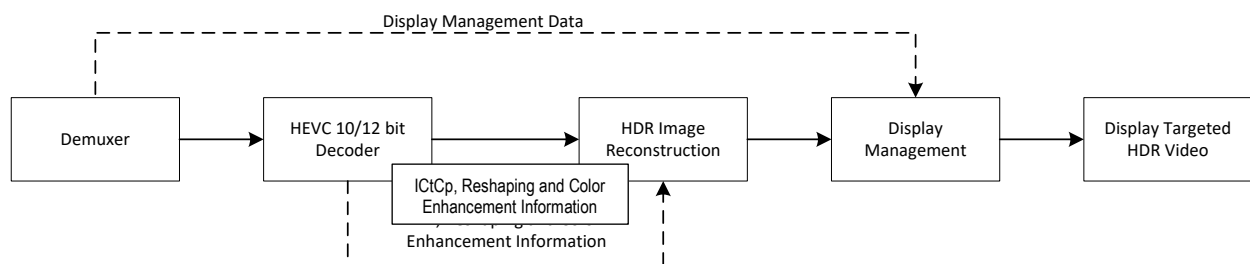 Display Management Data
Demuxer
HEVC 10/12 bit
Decoder
HDR Image
Reconstruction
Display
Management
Display Targeted
HDR Video
ICtCp, Reshaping and Color
Enhancement Information
Enhancement Information